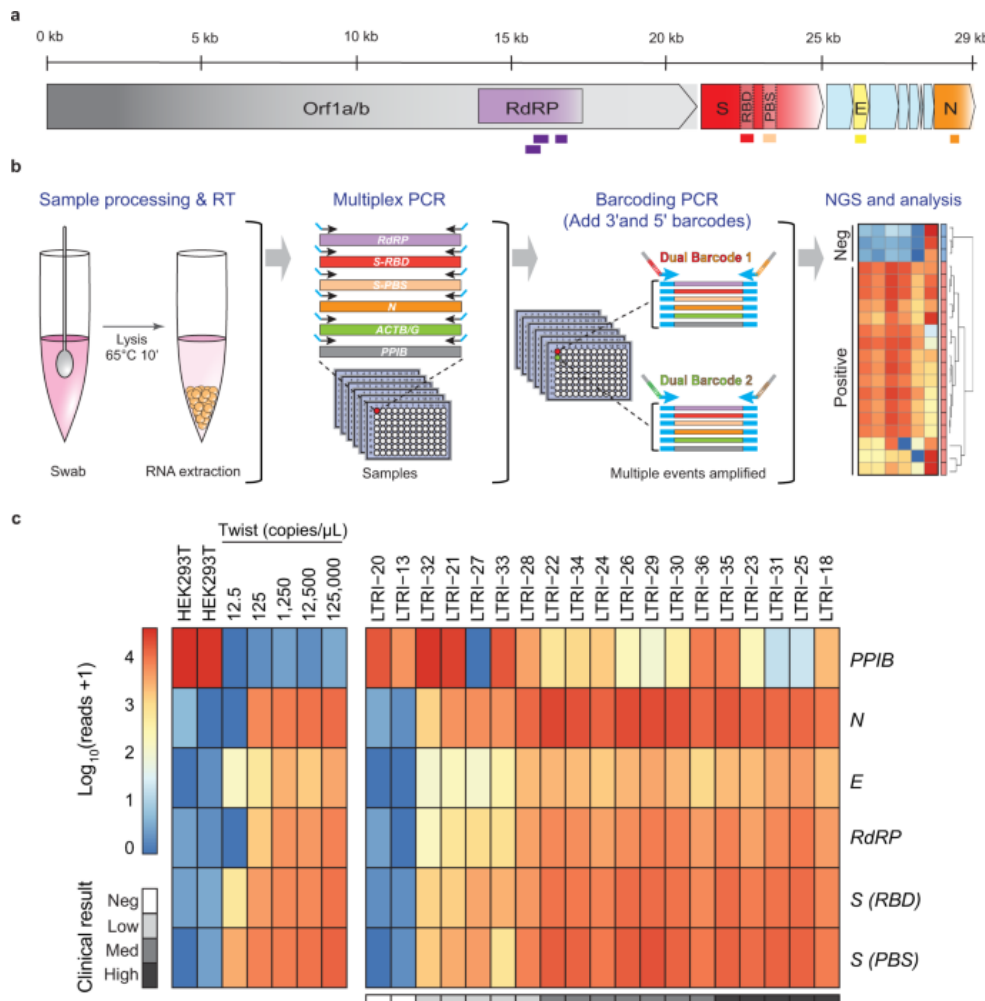 a
0 kb 5 kb 10 kb 15 kb 20 kb 25 kb 29 kb
Orf1a/b RdRP S RBD PBS E N
b
Sample processing & RT
Lysis
65°C 10'
Swab
RNA extraction
Multiplex PCR
RdRP
S-RBD
S-PBS
N
ACTB/G
PPIB
Samples
Barcoding PCR
(Add 3'and 5' barcodes)
Dual Barcode 1
Dual Barcode 2
Multiple events amplified
NGS and analysis
Neg
Positive
c
Twist (copies/µL)
HEK293T HEK293T 12.5 125 1,250 12,500 125,000
LTRI-20 LTRI-13 LTRI-32 LTRI-21 LTRI-27 LTRI-33 LTRI-28 LTRI-22 LTRI-34 LTRI-24 LTRI-26 LTRI-29 LTRI-30 LTRI-36 LTRI-35 LTRI-23 LTRI-31 LTRI-25 LTRI-18
Log10(reads +1)
4
3
2
1
0
PPIB
N
E
RdRP
S (RBD)
S (PBS)
Clinical result
Neg
Low
Med
High